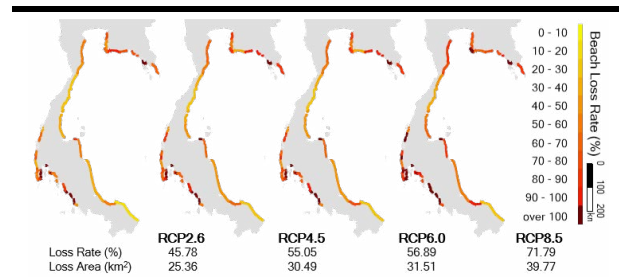 0 - 10
10 - 20
20 - 30
30 - 40
40 - 50
50 - 60
60 - 70
70 - 80
80 - 90
90 - 100
over 100
Beach Loss Rate (%)
0 100 200
km
RCP2.6 RCP4.5 RCP6.0 RCP8.5
Loss Rate (%) 45.78 55.05 56.89 71.79
Loss Area (km²) 25.36 30.49 31.51 39.77